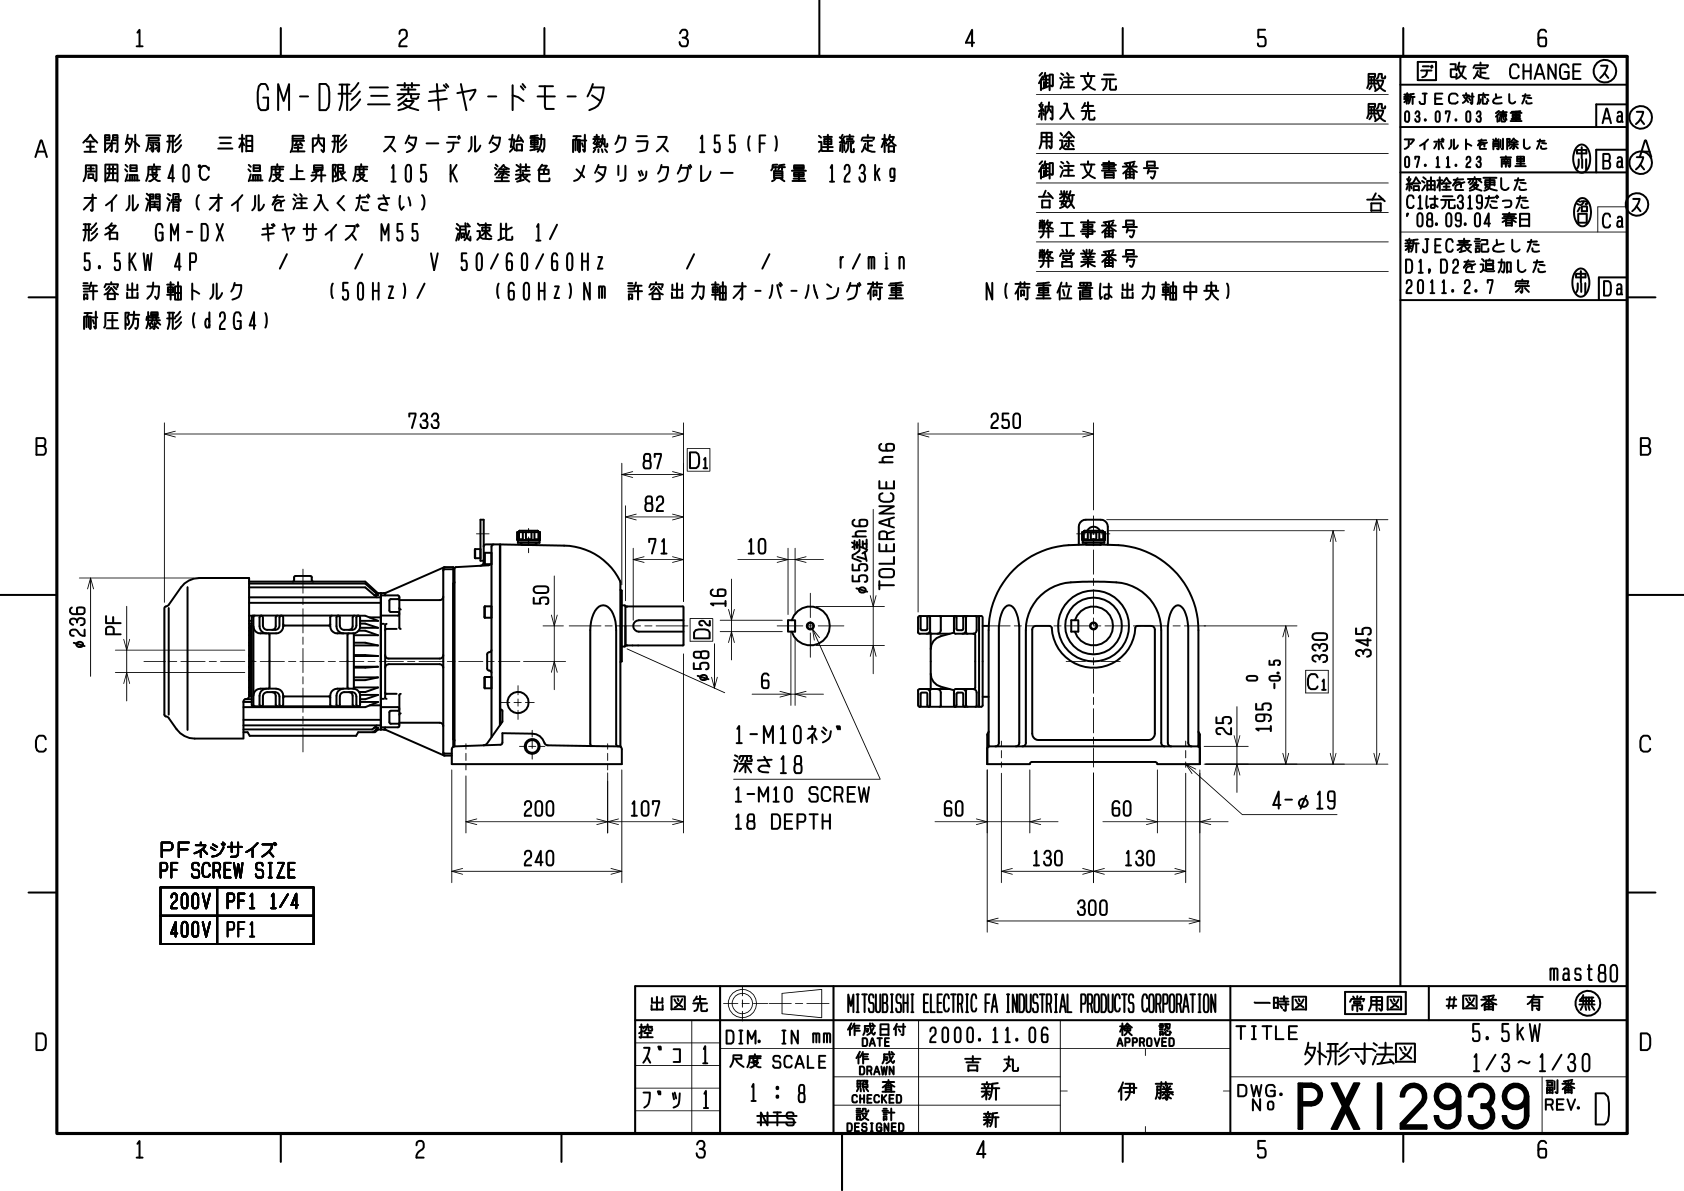 1 2 3 4 5 6
GM-D形三菱ギヤードモータ
全閉外扇形 三相 屋内形 スターデルタ始動 耐熱クラス 155(F) 連続定格
周囲温度40℃ 温度上昇限度 105 K 塗装色 メタリックグレー 質量 123kg
オイル潤滑(オイルを注入ください)
形名 GM-DX ギヤサイズ M55 減速比 1/
5.5KW 4P / / V 50/60/60Hz / / r/min
許容出力軸トルク (50Hz)/ (60Hz)Nm 許容出力軸オーバーハング荷重 N(荷重位置は出力軸中央)
耐圧防爆形(d2G4)
御注文元 殿
納入先 殿
用途
御注文書番号
台数 台
弊工事番号
弊営業番号
デ 改定 CHANGE ス
新JEC対応とした
03.07.03 徳重 Aa ス
アイボルトを削除した
07.11.23 南里 Ba ス
給油栓を変更した
C1は元319だった
'08.09.04 春日 Ca ス
新JEC表記とした
D1,D2を追加した
2011.2.7 宗 Da
A A
B B
C C
D D
733
87 D1
82
71
50
φ236
PF
D2
φ58
200 107
240
10
16
6
φ55公差h6
TOLERANCE h6
1-M10ネジ
深さ18
1-M10 SCREW
18 DEPTH
250
345
330
C1
0
195 -0.5
25
4-φ19
60 60
130 130
300
PFネジサイズ
PF SCREW SIZE
200V PF1 1/4
400V PF1
mast80
出図先
控
ズコ 1
ブツ 1
DIM. IN mm
尺度 SCALE
1 : 8
NTS
MITSUBISHI ELECTRIC FA INDUSTRIAL PRODUCTS CORPORATION
作成日付
DATE
2000.11.06
検 認
APPROVED
作 成
DRAWN
吉 丸
照 査
CHECKED
新
伊 藤
設 計
DESIGNED
新
一時図 常用図 #図番 有 無
TITLE 5.5kW
外形寸法図 1/3~1/30
DWG.
No
PX12939
副番
REV. D
1 2 3 4 5 6